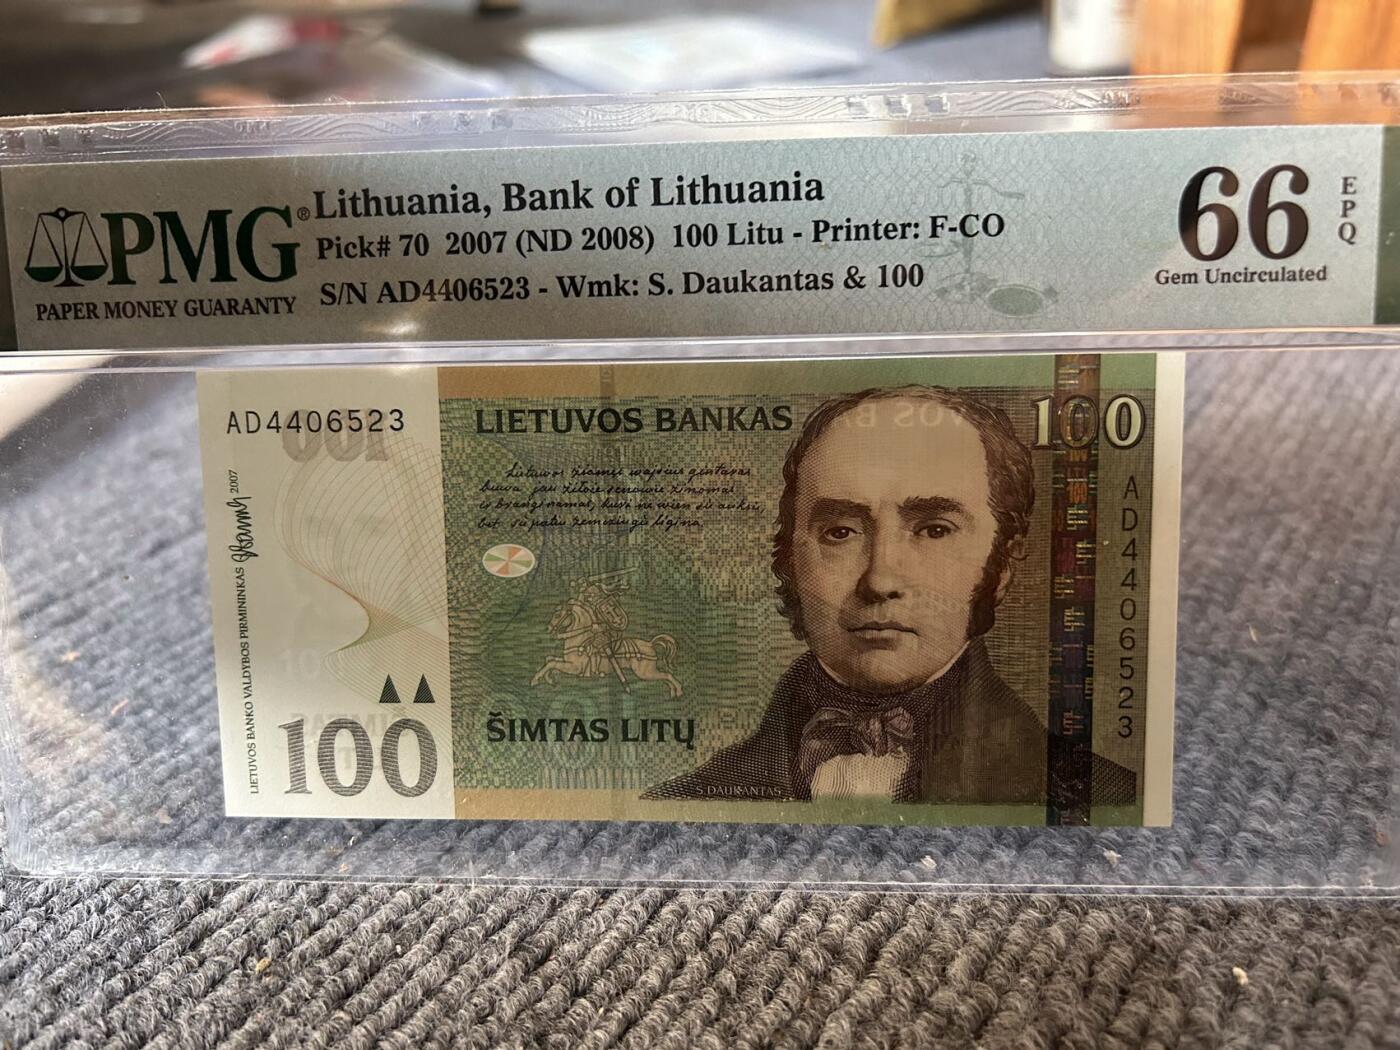 PMG®
PAPER MONEY GUARANTY
Lithuania, Bank of Lithuania
Pick# 70 2007 (ND 2008) 100 Litu - Printer: F-CO
S/N AD4406523 - Wmk: S. Daukantas & 100
66
EPQ
Gem Uncirculated
AD4406523
LIETUVOS BANKAS
100
AD4406523
LIETUVOS BANKO VALDYBOS PIRMININKAS
2007
ŠIMTAS LITŲ
100
S. DAUKANTAS